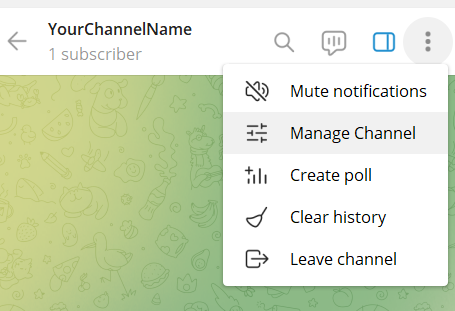 YourChannelName
1 subscriber
Mute notifications
Manage Channel
Create poll
Clear history
Leave channel